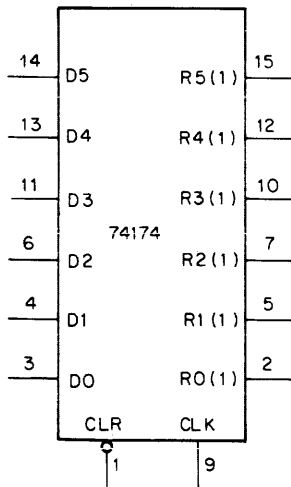 14 D5 R5(1) 15
13 D4 R4(1) 12
11 D3 R3(1) 10
74174
6 D2 R2(1) 7
4 D1 R1(1) 5
3 D0 R0(1) 2
CLR CLK
1 9